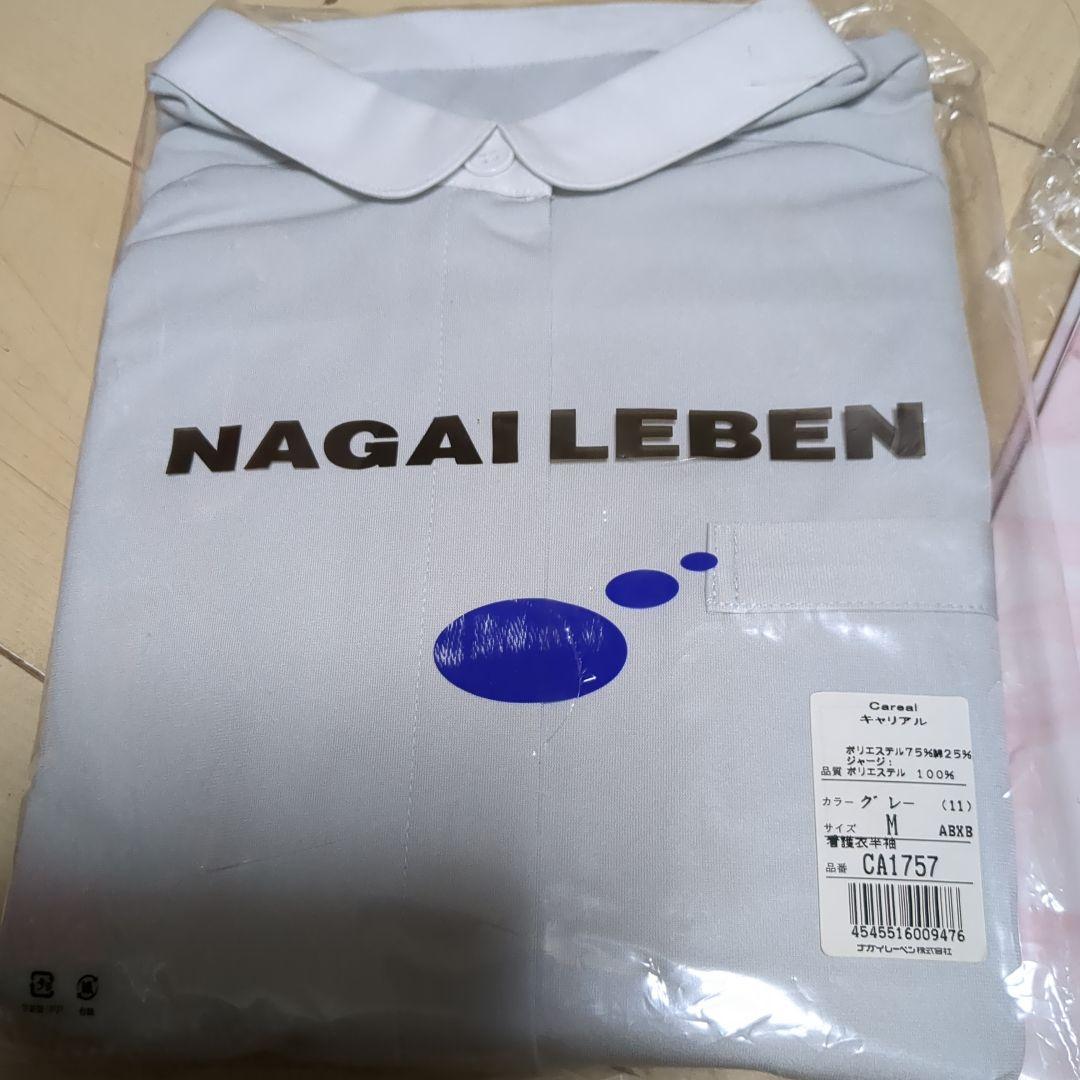 NAGAI LEBEN
Careal
キャリアル
ポリエステル75%綿25%
ジャージ:
品質 ポリエステル 100%
カラー グレー (11)
サイズ M ABXB
看護衣半袖
品番 CA1757
4545516009476
ナガイレーベン株式会社
プラ 紙